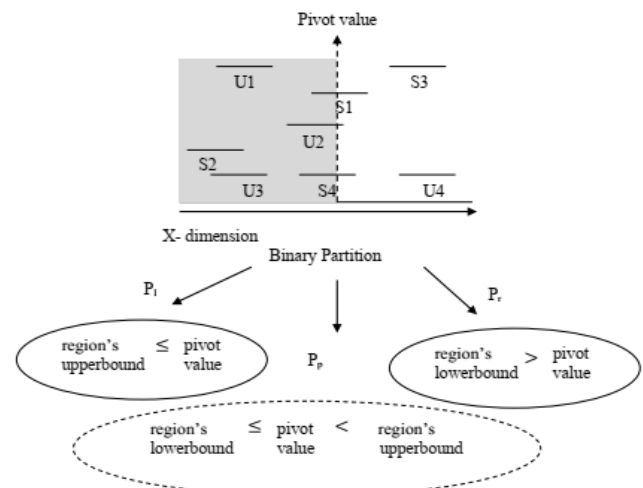 Pivot value
U1
S3
S1
U2
S2
U3
S4
U4
X- dimension
Binary Partition
Pl
Pr
region's ≤ pivot
upperbound value
Pp
region's > pivot
lowerbound value
region's ≤ pivot < region's
lowerbound value upperbound